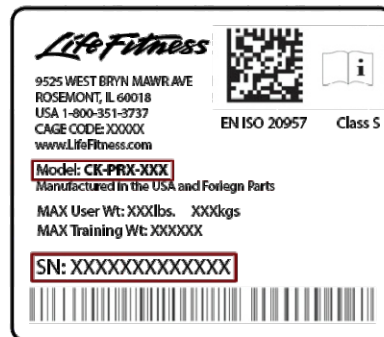 Life Fitness
9525 WEST BRYN MAWR AVE
ROSEMONT, IL 60018
USA 1-800-351-3737
CAGE CODE: XXXXX
www.LifeFitness.com
EN ISO 20957 Class S
i
Model: CK-PRX-XXX
Manufactured in the USA and Foriegn Parts
MAX User Wt: XXXlbs. XXXkgs
MAX Training Wt: XXXXXX
SN: XXXXXXXXXXXXX